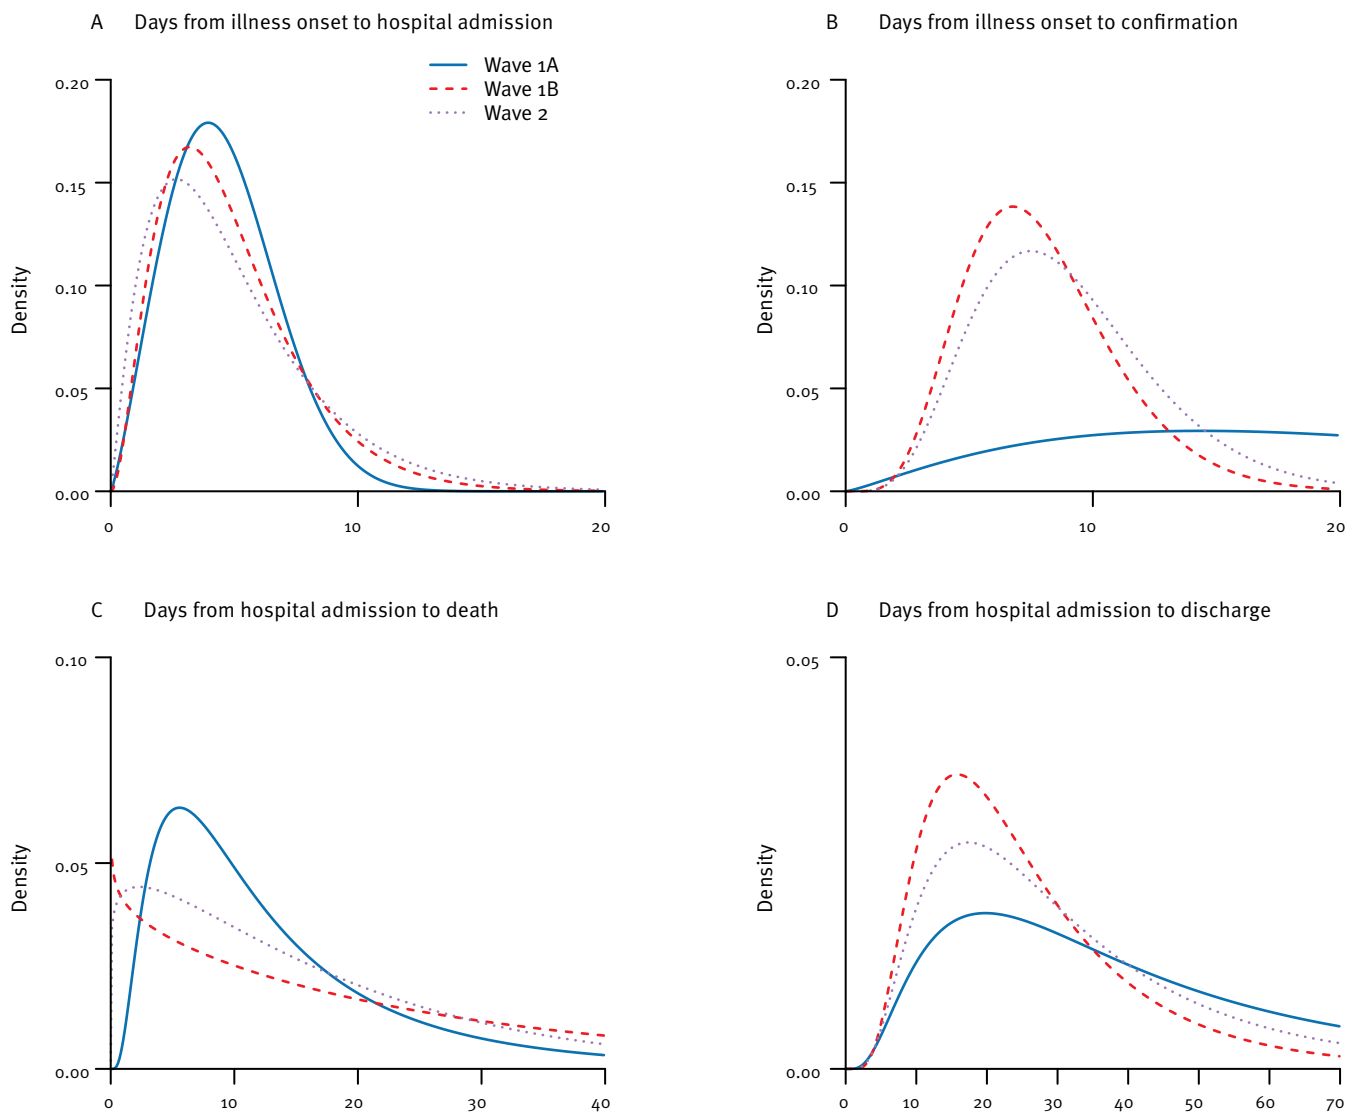 A Days from illness onset to hospital admission
Wave 1A
Wave 1B
Wave 2
0.20
0.15
0.10
0.05
0.00
Density
0 10 20
B Days from illness onset to confirmation
0.20
0.15
0.10
0.05
0.00
Density
0 10 20
C Days from hospital admission to death
0.10
0.05
0.00
Density
0 10 20 30 40
D Days from hospital admission to discharge
0.05
0.00
Density
0 10 20 30 40 50 60 70